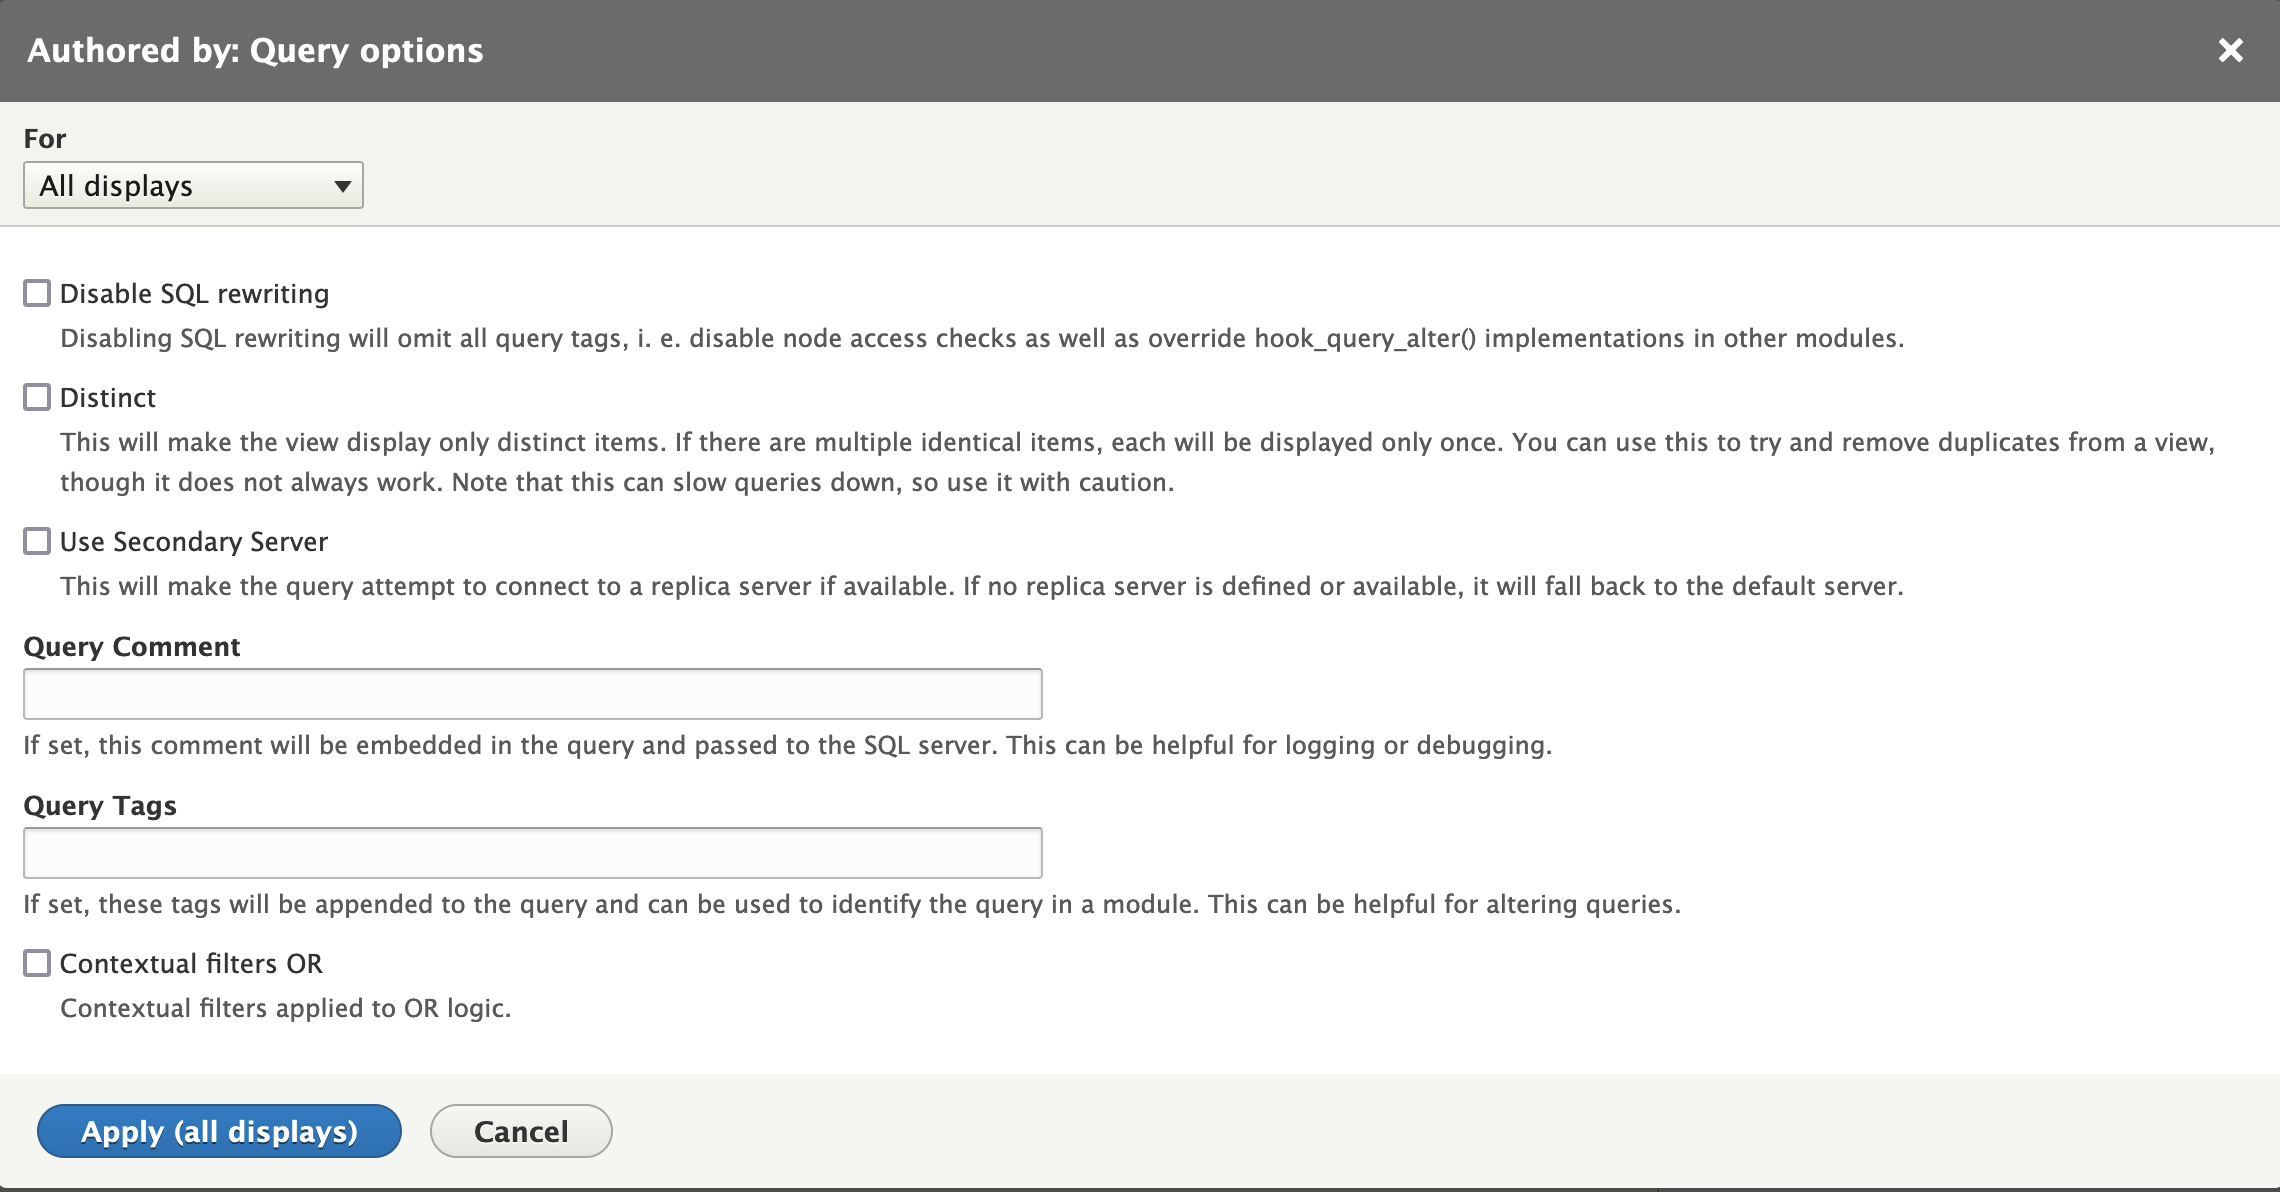 Authored by: Query options
For
All displays
Disable SQL rewriting
Disabling SQL rewriting will omit all query tags, i. e. disable node access checks as well as override hook_query_alter() implementations in other modules.
Distinct
This will make the view display only distinct items. If there are multiple identical items, each will be displayed only once. You can use this to try and remove duplicates from a view,
though it does not always work. Note that this can slow queries down, so use it with caution.
Use Secondary Server
This will make the query attempt to connect to a replica server if available. If no replica server is defined or available, it will fall back to the default server.
Query Comment
If set, this comment will be embedded in the query and passed to the SQL server. This can be helpful for logging or debugging.
Query Tags
If set, these tags will be appended to the query and can be used to identify the query in a module. This can be helpful for altering queries.
Contextual filters OR
Contextual filters applied to OR logic.
Apply (all displays)
Cancel